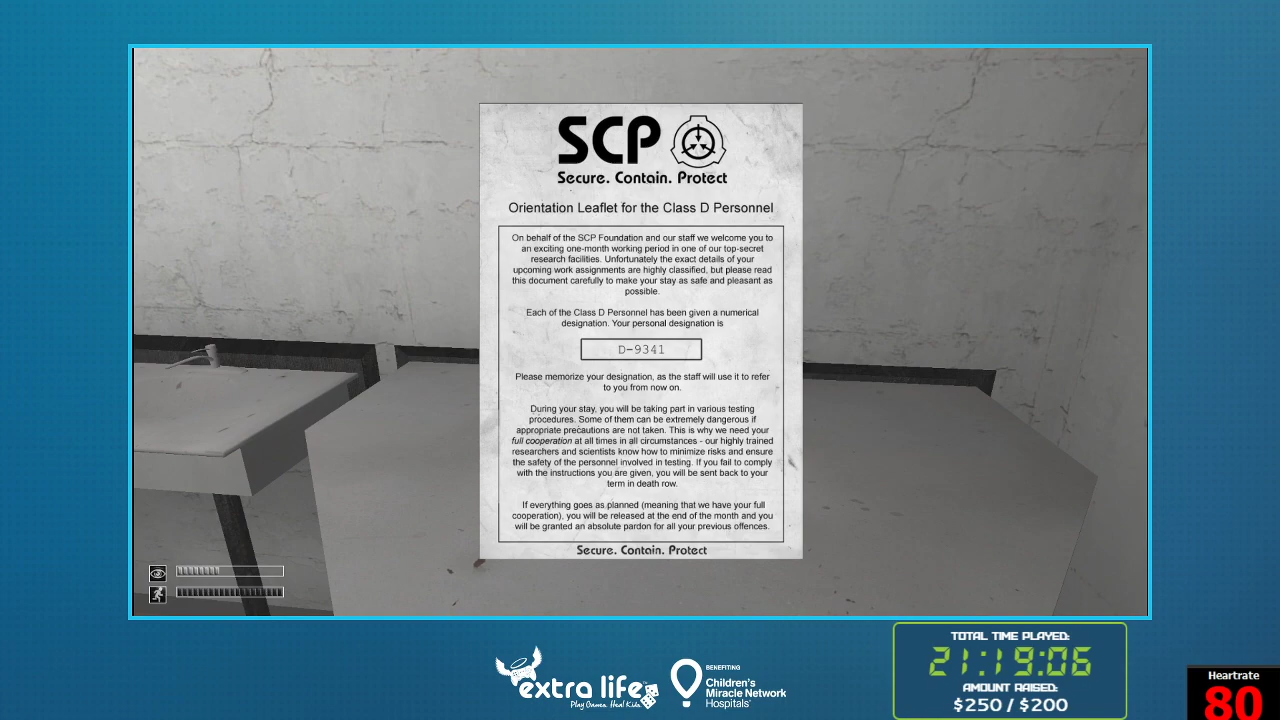 SCP
Secure. Contain. Protect
Orientation Leaflet for the Class D Personnel
On behalf of the SCP Foundation and our staff we welcome you to
an exciting one-month working period in one of our top-secret
research facilities. Unfortunately the exact details of your
upcoming work assignments are highly classified, but please read
this document carefully to make your stay as safe and pleasant as
possible.
Each of the Class D Personnel has been given a numerical
designation. Your personal designation is
D-9341
Please memorize your designation, as the staff will use it to refer
to you from now on.
During your stay, you will be taking part in various testing
procedures. Some of them can be extremely dangerous if
appropriate precautions are not taken. This is why we need your
full cooperation at all times in all circumstances - our highly trained
researchers and scientists know how to minimize risks and ensure
the safety of the personnel involved in testing. If you fail to comply
with the instructions you are given, you will be sent back to your
term in death row.
If everything goes as planned (meaning that we have your full
cooperation), you will be released at the end of the month and you
will be granted an absolute pardon for all your previous offences.
Secure. Contain. Protect
extra life
Play Games. Heal Kids.
BENEFITING
Children's
Miracle Network
Hospitals
TOTAL TIME PLAYED:
21:19:06
AMOUNT RAISED:
$250 / $200
Heartrate
80